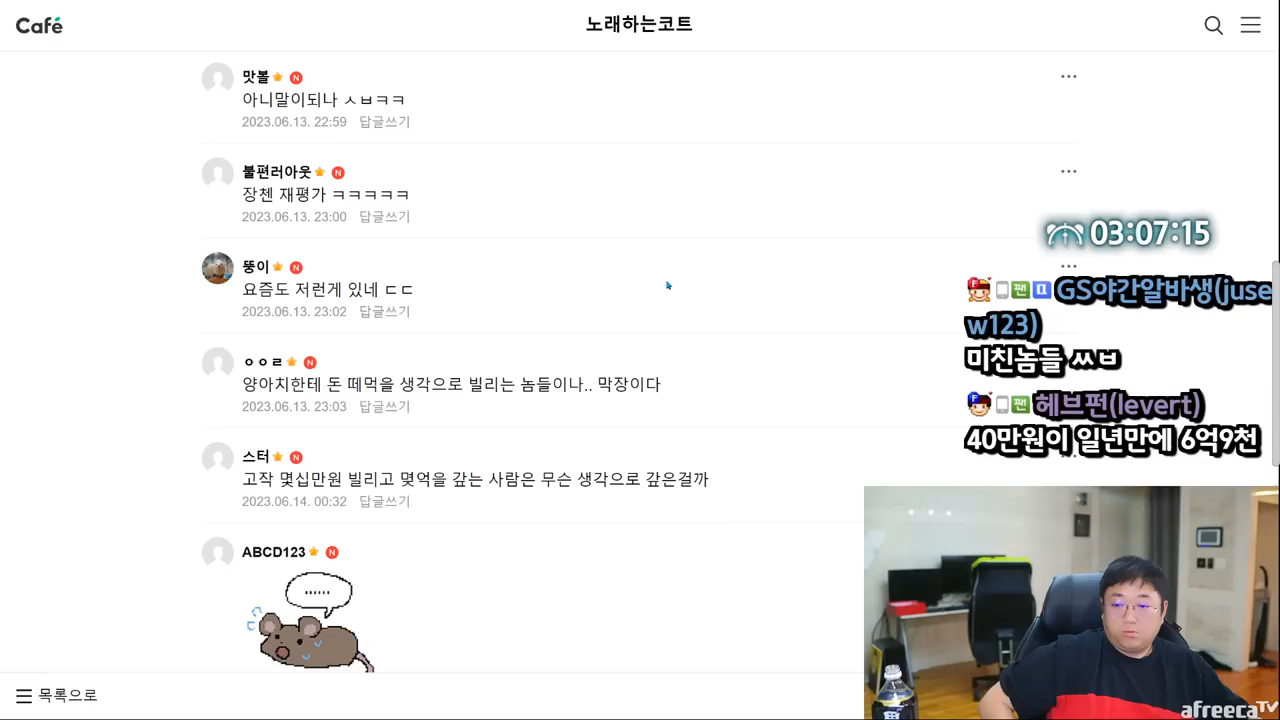 Café
노래하는코트
맛볼 N
아니말이되나 ㅅㅂㅋㅋ
2023.06.13. 22:59 답글쓰기
불편러아웃 N
장첸 재평가 ㅋㅋㅋㅋㅋ
2023.06.13. 23:00 답글쓰기
뚱이 N
요즘도 저런게 있네 ㄷㄷ
2023.06.13. 23:02 답글쓰기
ㅇㅇㄹ N
양아치한테 돈 떼먹을 생각으로 빌리는 놈들이나.. 막장이다
2023.06.13. 23:03 답글쓰기
스터 N
고작 몇십만원 빌리고 몇억을 갚는 사람은 무슨 생각으로 갚은걸까
2023.06.14. 00:32 답글쓰기
ABCD123 N
......
목록으로
03:07:15
팬 n GS야간알바생(juse
w123)
미친놈들 ㅆㅂ
팬 헤브펀(levert)
40만원이 일년만에 6억9천
afreecaTV